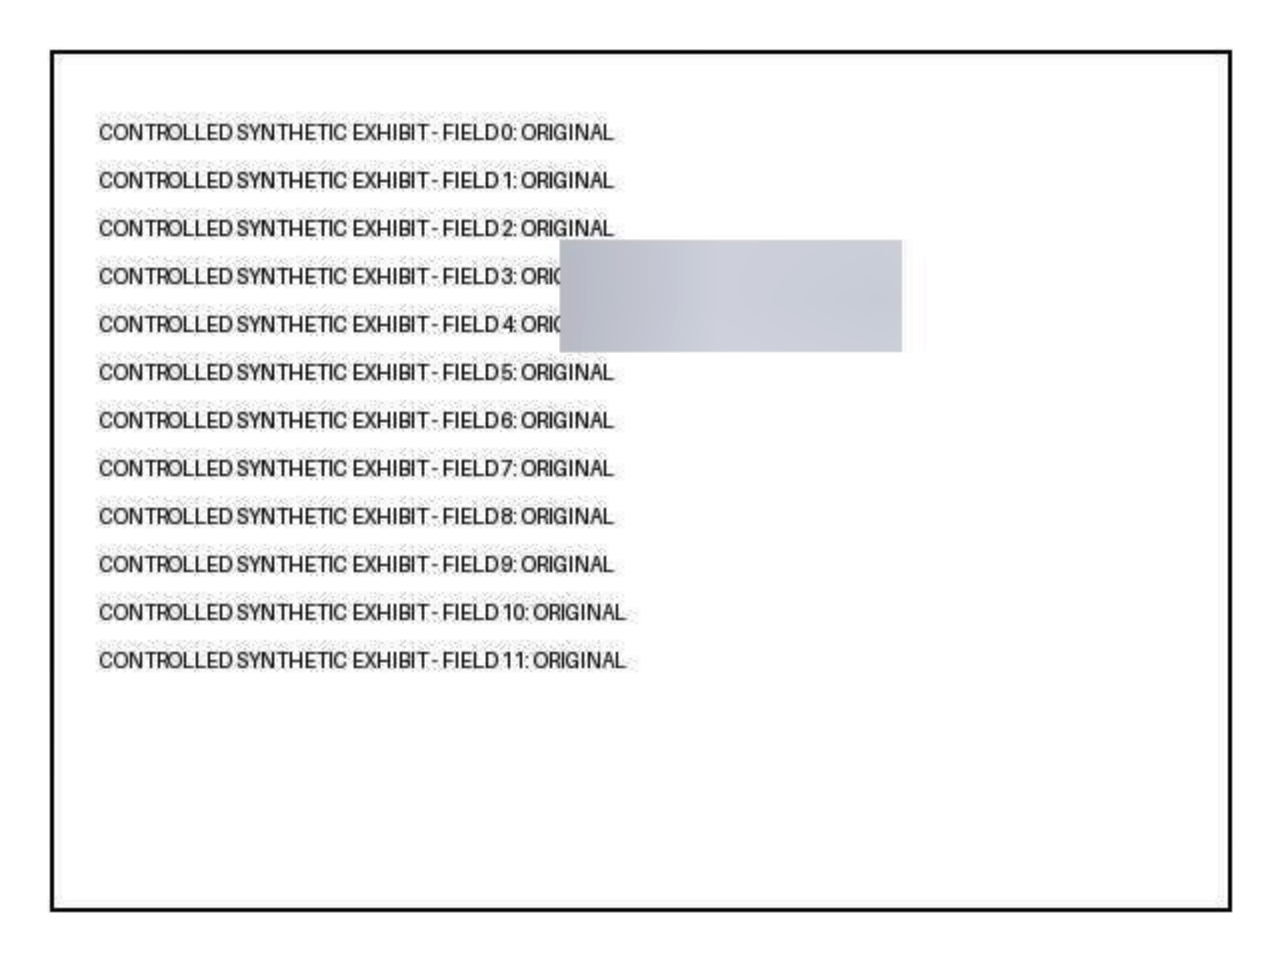 CONTROLLED SYNTHETIC EXHIBIT - FIELD 0: ORIGINAL
CONTROLLED SYNTHETIC EXHIBIT - FIELD 1: ORIGINAL
CONTROLLED SYNTHETIC EXHIBIT - FIELD 2: ORIGINAL
CONTROLLED SYNTHETIC EXHIBIT - FIELD 3:
CONTROLLED SYNTHETIC EXHIBIT - FIELD 4:
CONTROLLED SYNTHETIC EXHIBIT - FIELD 5: ORIGINAL
CONTROLLED SYNTHETIC EXHIBIT - FIELD 6: ORIGINAL
CONTROLLED SYNTHETIC EXHIBIT - FIELD 7: ORIGINAL
CONTROLLED SYNTHETIC EXHIBIT - FIELD 8: ORIGINAL
CONTROLLED SYNTHETIC EXHIBIT - FIELD 9: ORIGINAL
CONTROLLED SYNTHETIC EXHIBIT - FIELD 10: ORIGINAL
CONTROLLED SYNTHETIC EXHIBIT - FIELD 11: ORIGINAL